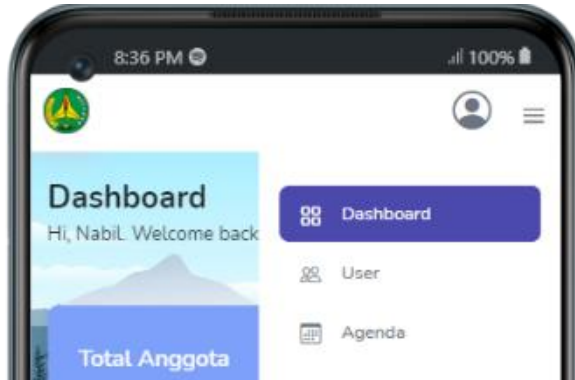 8:36 PM
100%
Dashboard
Hi, Nabil. Welcome back
Total Anggota
Dashboard
User
Agenda